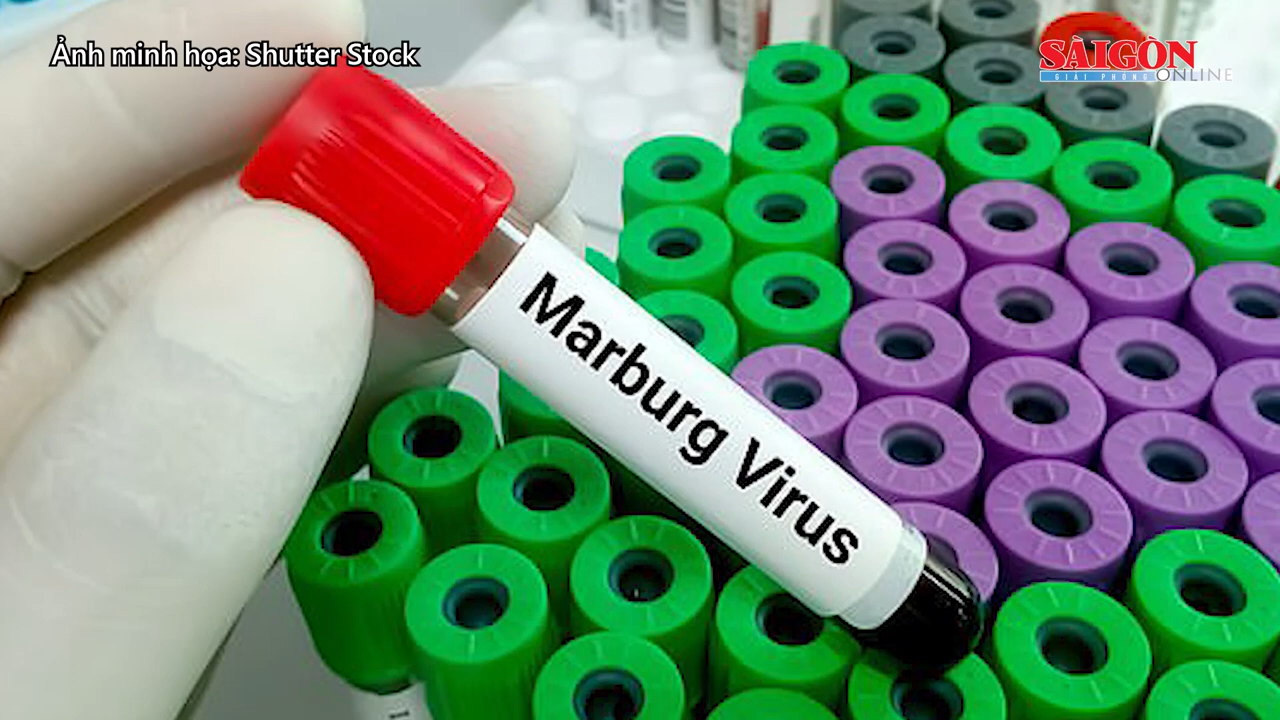 Ảnh minh họa: Shutter Stock
SÀIGÒN
GIẢI PHÓNG ONLINE
Marburg Virus